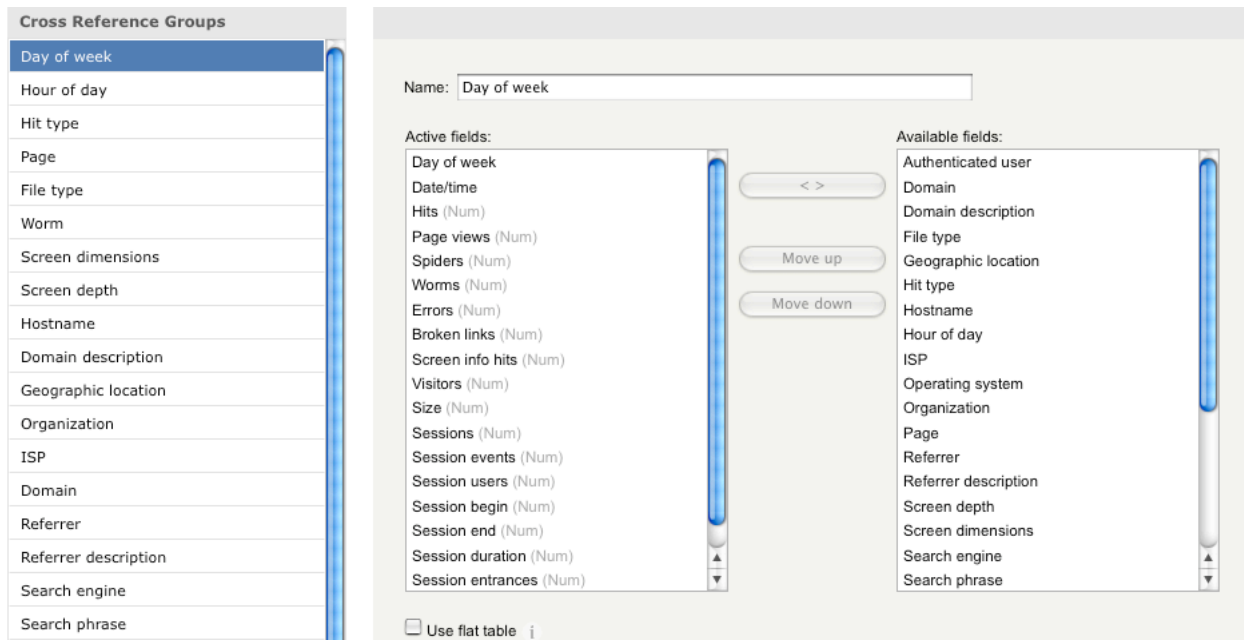 Cross Reference Groups
Day of week
Hour of day
Hit type
Page
File type
Worm
Screen dimensions
Screen depth
Hostname
Domain description
Geographic location
Organization
ISP
Domain
Referrer
Referrer description
Search engine
Search phrase
Name: Day of week
Active fields:
Day of week
Date/time
Hits (Num)
Page views (Num)
Spiders (Num)
Worms (Num)
Errors (Num)
Broken links (Num)
Screen info hits (Num)
Visitors (Num)
Size (Num)
Sessions (Num)
Session events (Num)
Session users (Num)
Session begin (Num)
Session end (Num)
Session duration (Num)
Session entrances (Num)
< >
Move up
Move down
Available fields:
Authenticated user
Domain
Domain description
File type
Geographic location
Hit type
Hostname
Hour of day
ISP
Operating system
Organization
Page
Referrer
Referrer description
Screen depth
Screen dimensions
Search engine
Search phrase
Use flat table i